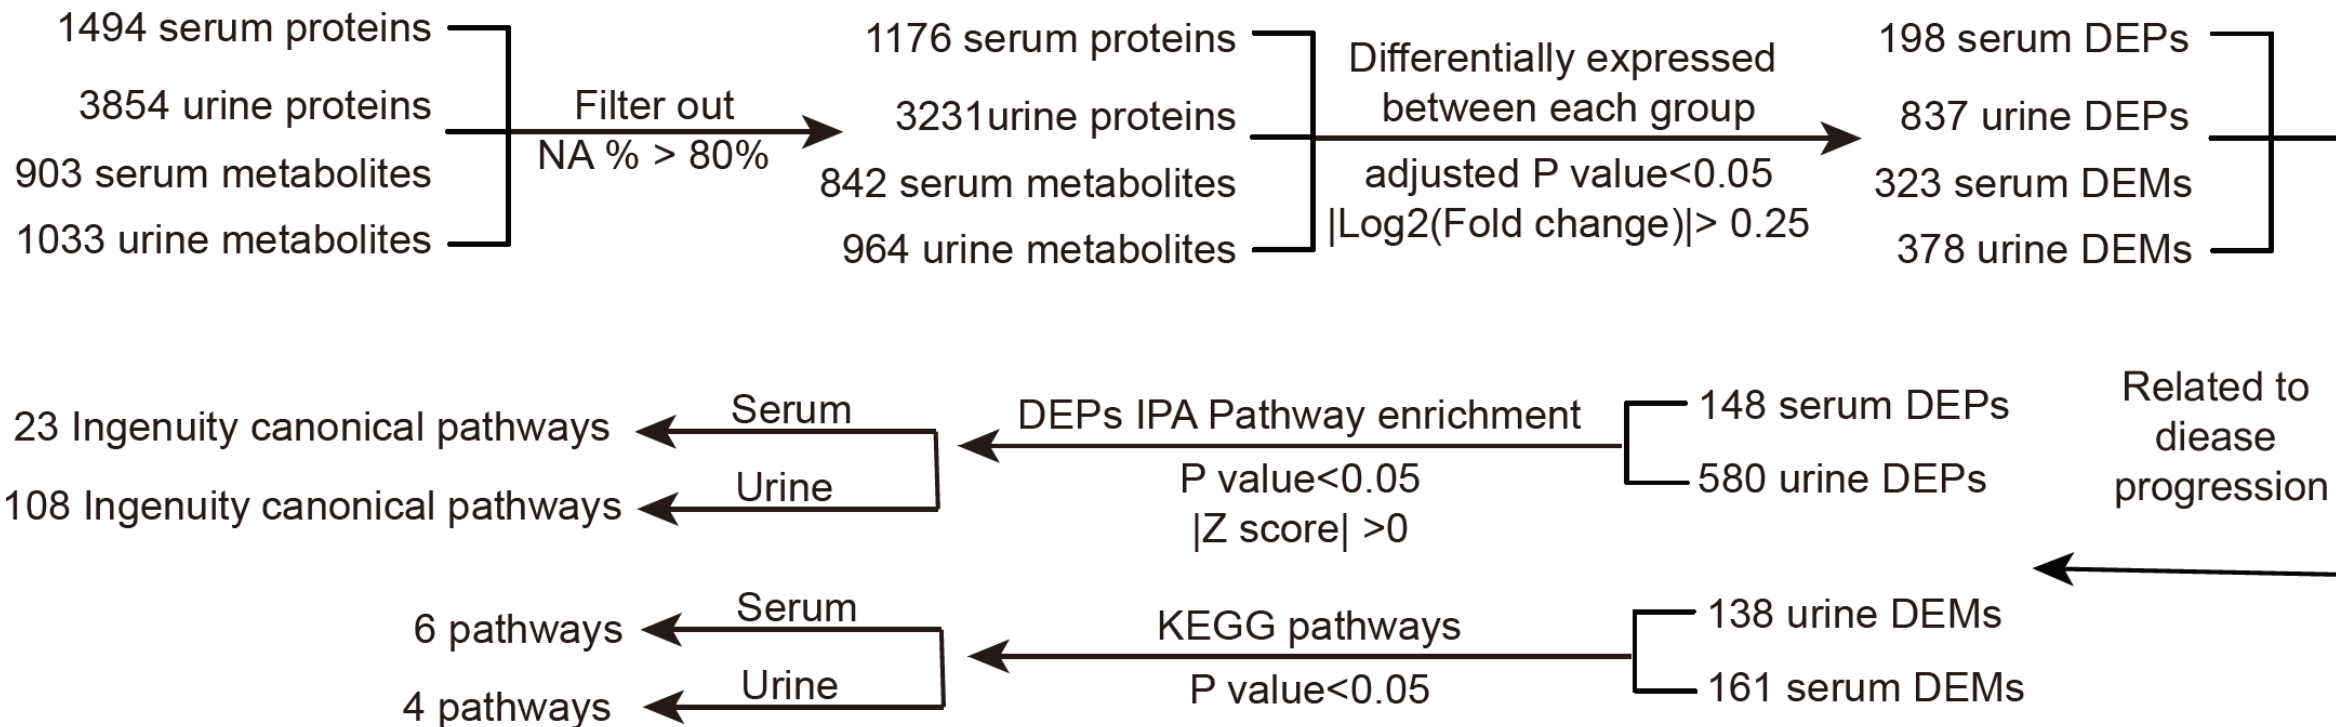 1494 serum proteins
3854 urine proteins
903 serum metabolites
1033 urine metabolites
Filter out
NA % > 80%
1176 serum proteins
3231urine proteins
842 serum metabolites
964 urine metabolites
Differentially expressed
between each group
adjusted P value<0.05
|Log2(Fold change)|> 0.25
198 serum DEPs
837 urine DEPs
323 serum DEMs
378 urine DEMs
Related to
diease
progression
148 serum DEPs
580 urine DEPs
DEPs IPA Pathway enrichment
P value<0.05
|Z score| >0
Serum
23 Ingenuity canonical pathways
Urine
108 Ingenuity canonical pathways
138 urine DEMs
161 serum DEMs
KEGG pathways
P value<0.05
Serum
6 pathways
Urine
4 pathways